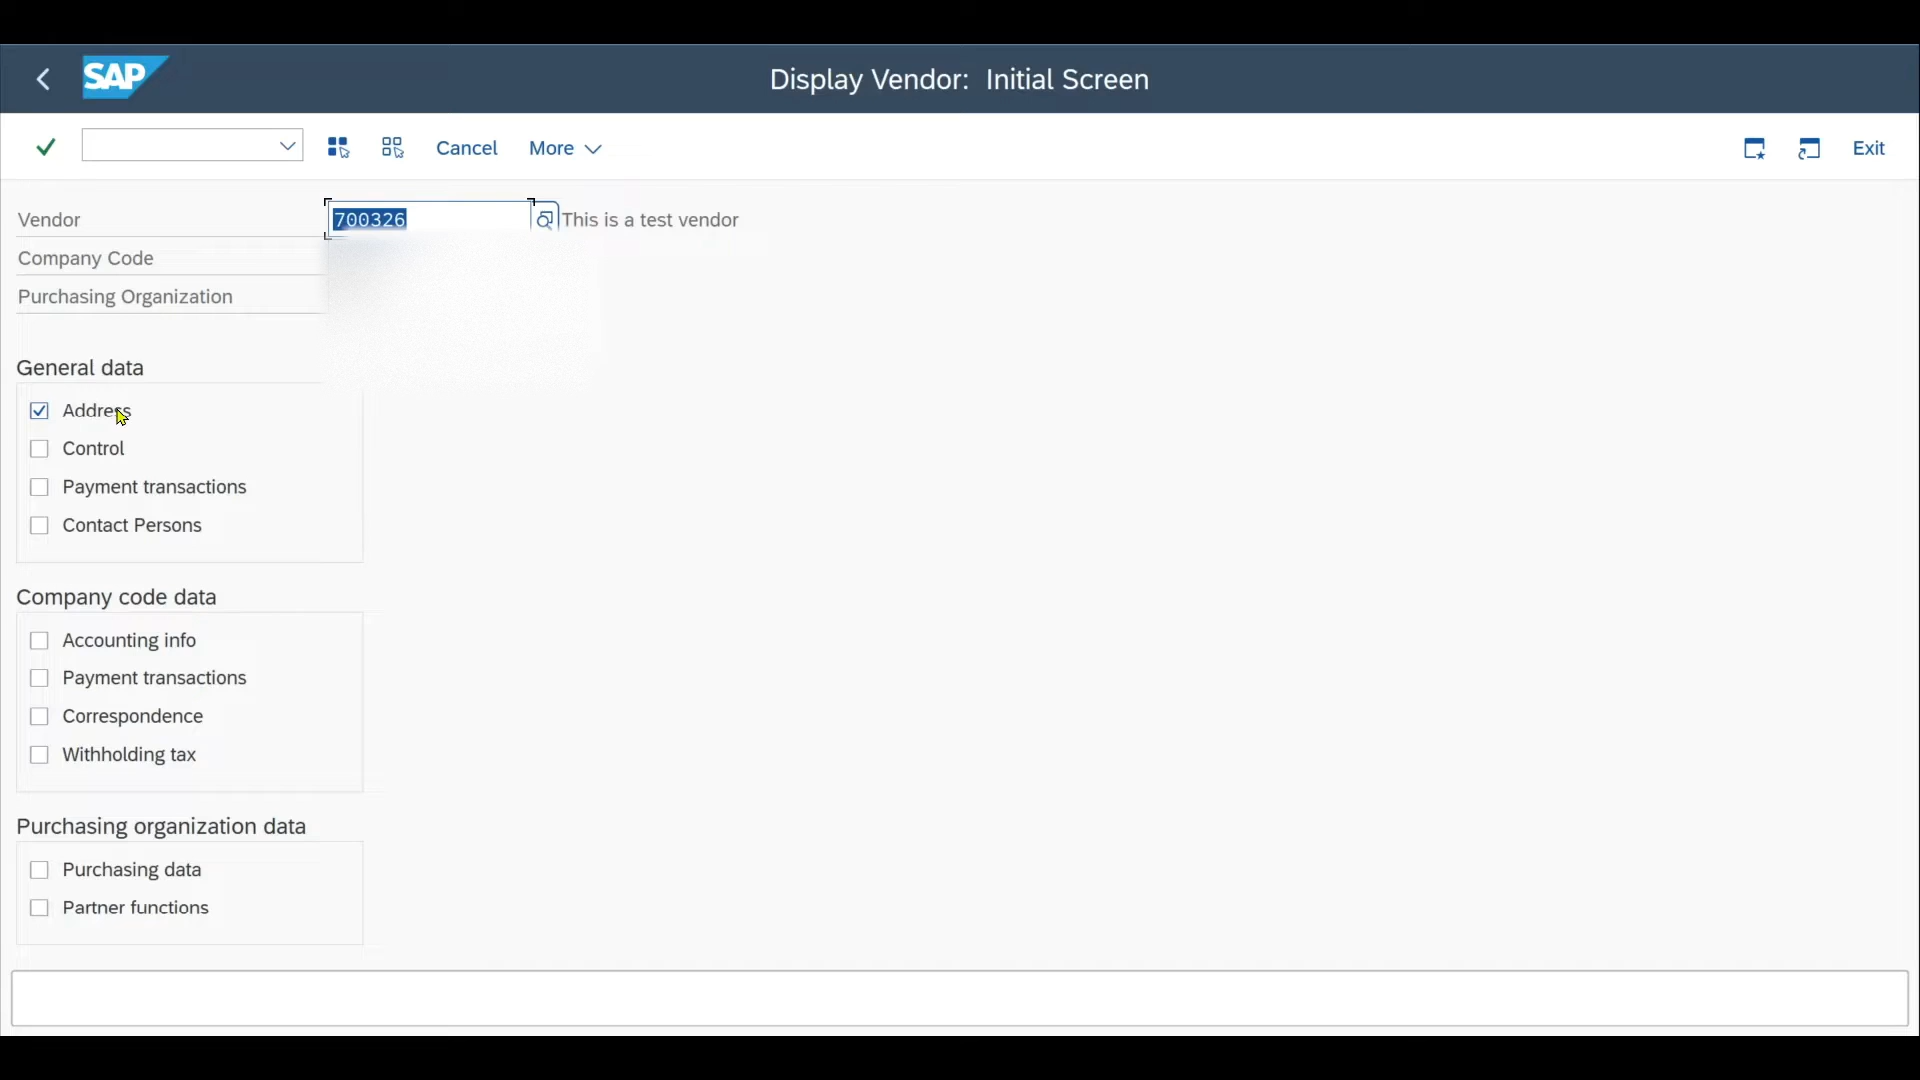 SAP
Display Vendor: Initial Screen
Cancel More Exit
Vendor 700326 This is a test vendor
Company Code
Purchasing Organization
General data
Address
Control
Payment transactions
Contact Persons
Company code data
Accounting info
Payment transactions
Correspondence
Withholding tax
Purchasing organization data
Purchasing data
Partner functions